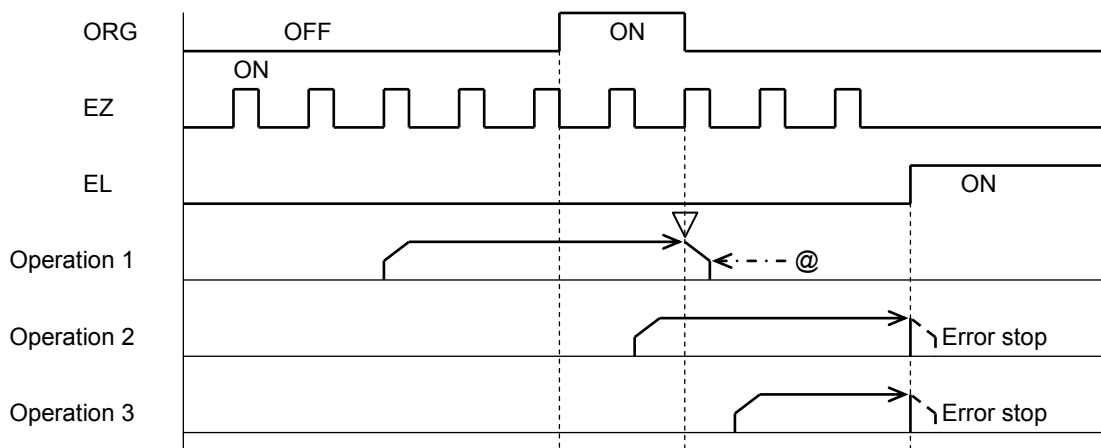 ORG OFF ON
ON
EZ
EL ON
Operation 1 @
Operation 2 Error stop
Operation 3 Error stop